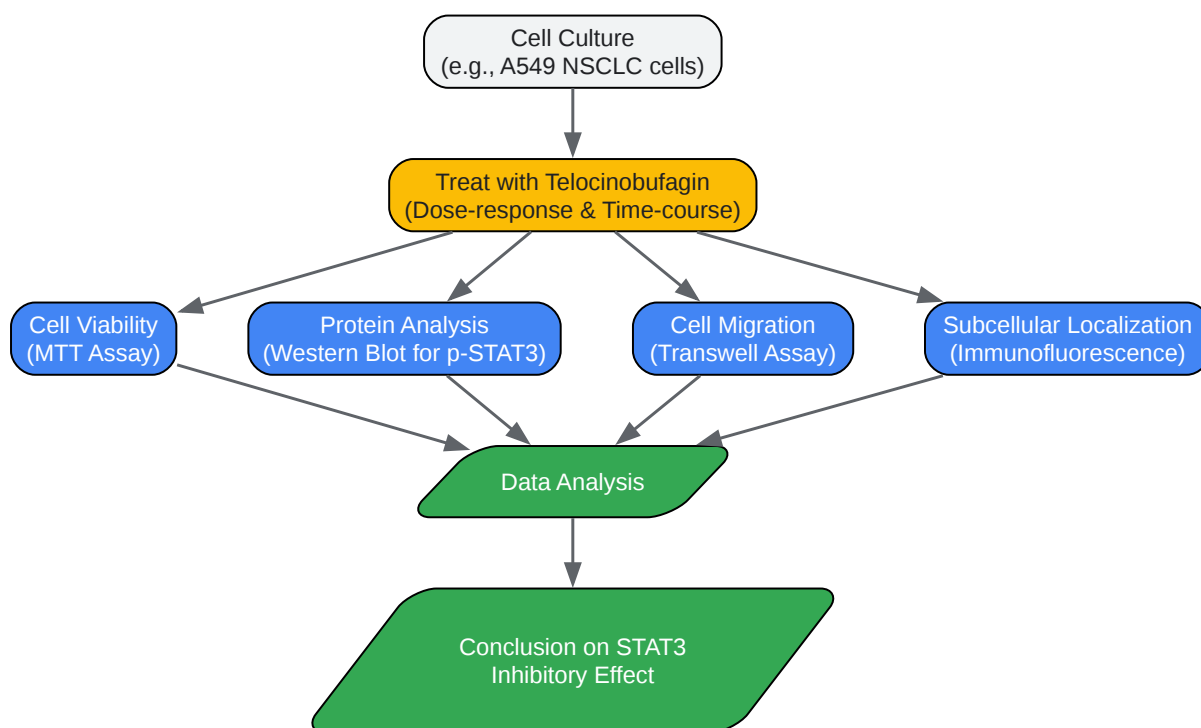 Cell Culture
(e.g., A549 NSCLC cells)
Treat with Telocinobufagin
(Dose-response & Time-course)
Cell Viability
(MTT Assay)
Protein Analysis
(Western Blot for p-STAT3)
Cell Migration
(Transwell Assay)
Subcellular Localization
(Immunofluorescence)
Data Analysis
Conclusion on STAT3
Inhibitory Effect